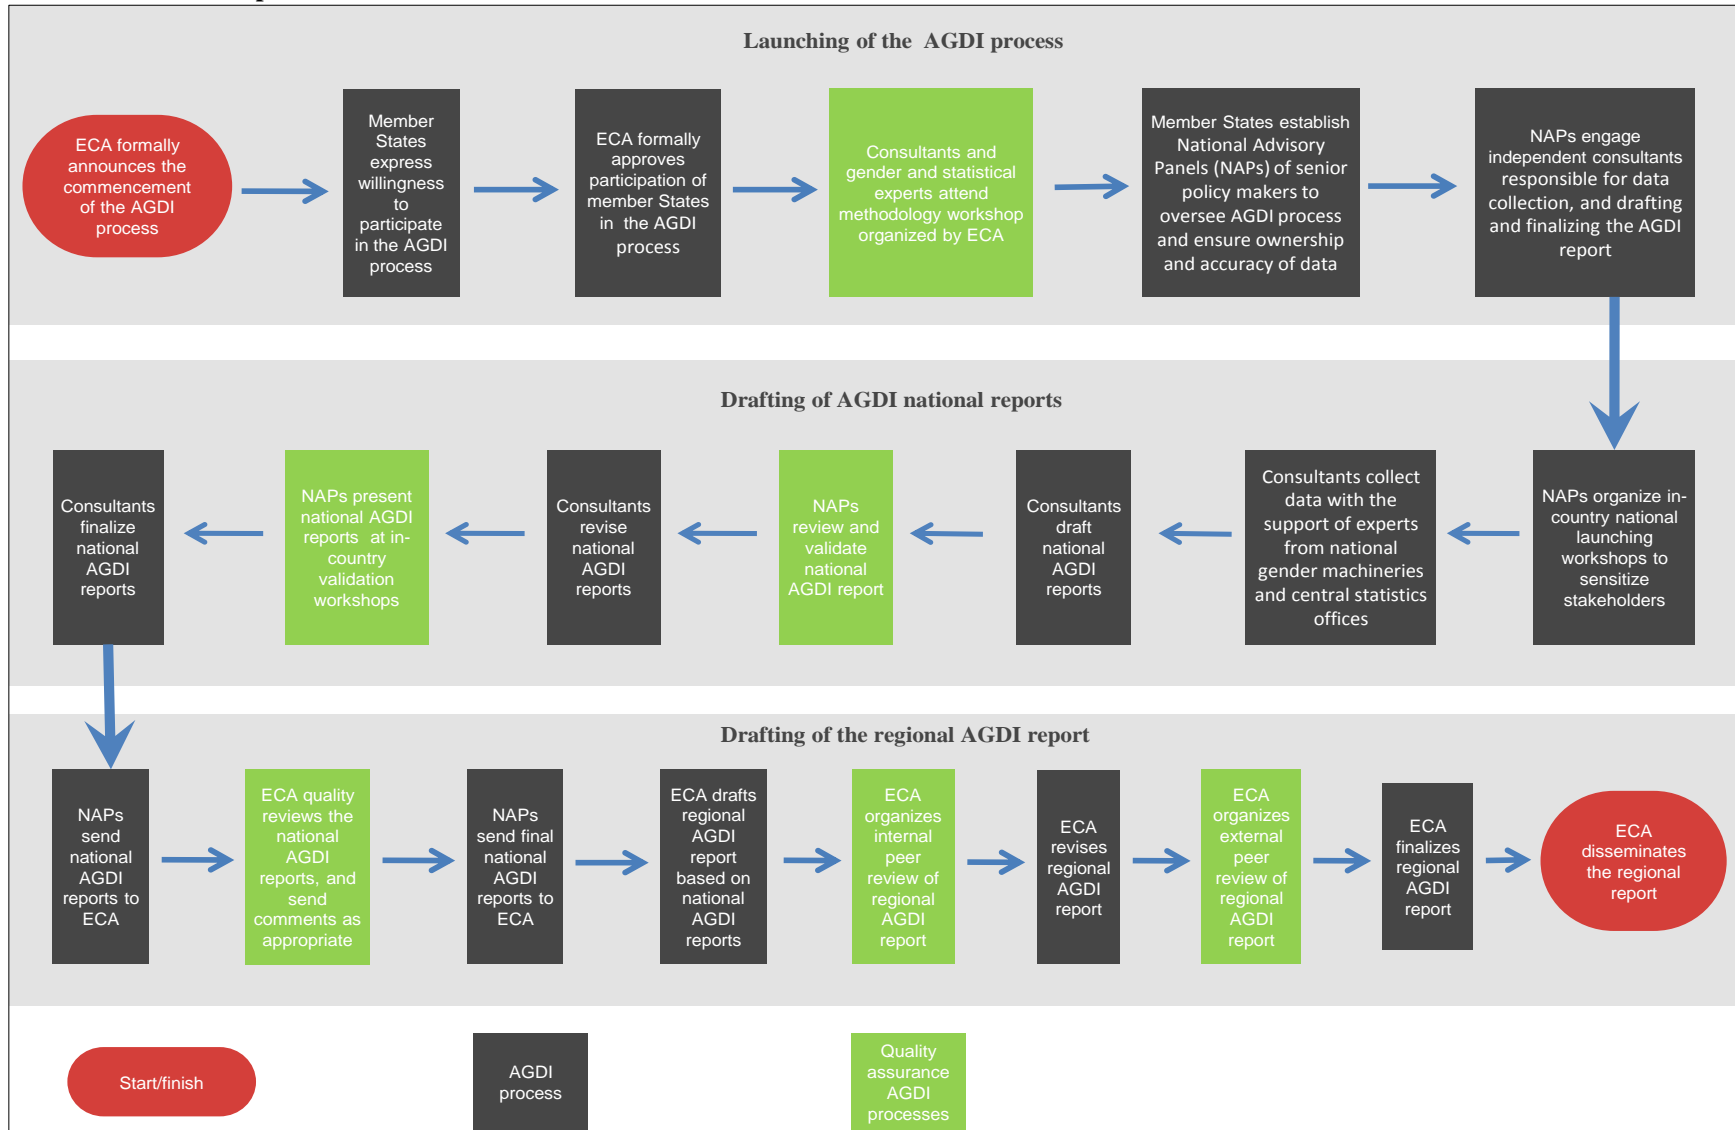 Launching of the AGDI process
ECA formally
announces the
commencement
of the AGDI
process
Member
States
express
willingness
to
participate
in the AGDI
process
ECA formally
approves
participation of
member States
in the AGDI
process
Consultants and
gender and statistical
experts attend
methodology workshop
organized by ECA
Member States establish
National Advisory
Panels (NAPs) of senior
policy makers to
oversee AGDI process
and ensure ownership
and accuracy of data
NAPs engage
independent consultants
responsible for data
collection, and drafting
and finalizing the AGDI
report
Drafting of AGDI national reports
Consultants
finalize
national
AGDI
reports
NAPs present
national AGDI
reports at in-
country
validation
workshops
Consultants
revise
national
AGDI
reports
NAPs
review and
validate
national
AGDI report
Consultants
draft
national
AGDI
reports
Consultants collect
data with the
support of experts
from national
gender machineries
and central statistics
offices
NAPs organize in-
country national
launching
workshops to
sensitize
stakeholders
Drafting of the regional AGDI report
NAPs
send
national
AGDI
reports to
ECA
ECA quality
reviews the
national
AGDI
reports, and
send
comments as
appropriate
NAPs
send final
national
AGDI
reports to
ECA
ECA drafts
regional
AGDI
report
based on
national
AGDI
reports
ECA
organizes
internal
peer
review of
regional
AGDI
report
ECA
revises
regional
AGDI
report
ECA
organizes
external
peer
review of
regional
AGDI
report
ECA
finalizes
regional
AGDI
report
ECA
disseminates
the regional
report
Start/finish
AGDI
process
Quality
assurance
AGDI
processes